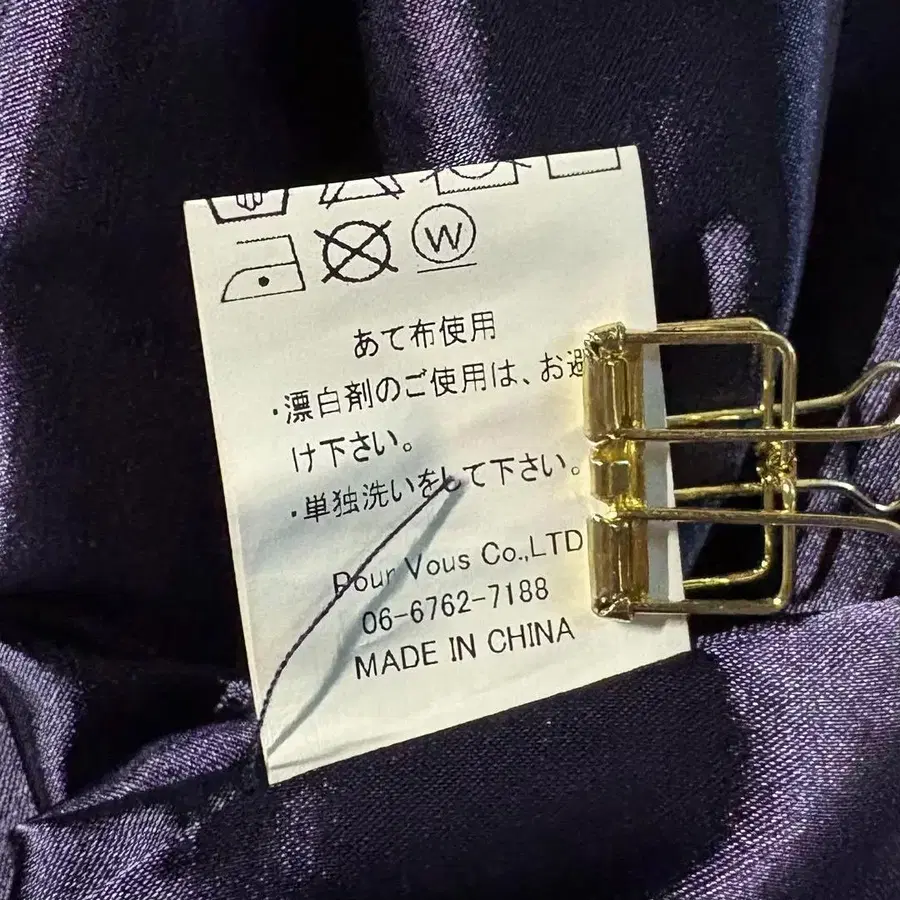 W
あて布使用
・漂白剤のご使用は、お避
け下さい。
・単独洗いをして下さい。
Pour Vous Co.,LTD
06-6762-7188
MADE IN CHINA